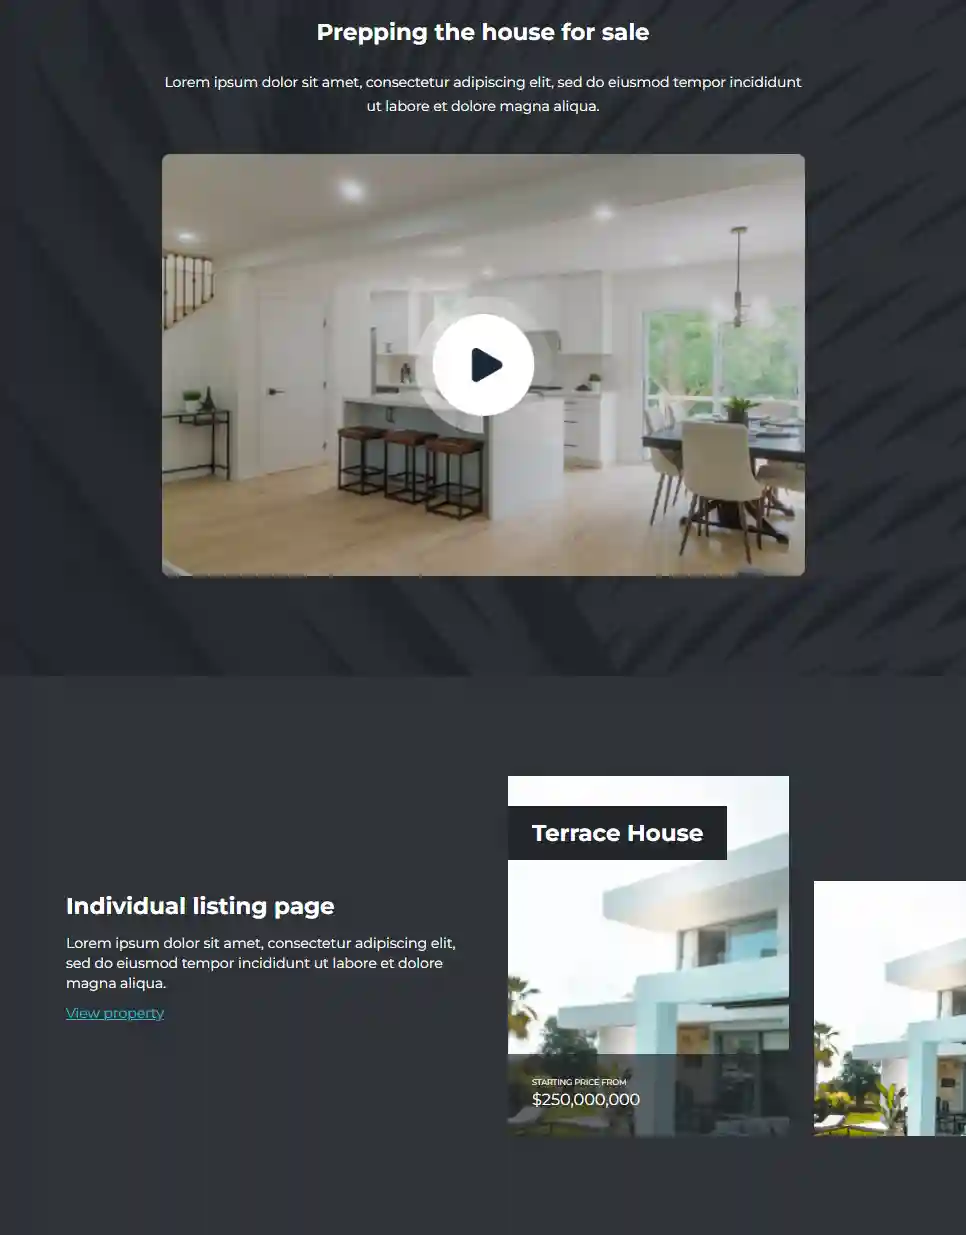 Prepping the house for sale
Lorem ipsum dolor sit amet, consectetur adipiscing elit, sed do eiusmod tempor incididunt
ut labore et dolore magna aliqua.
Terrace House
Individual listing page
Lorem ipsum dolor sit amet, consectetur adipiscing elit,
sed do eiusmod tempor incididunt ut labore et dolore
magna aliqua.
View property
STARTING PRICE FROM
$250,000,000